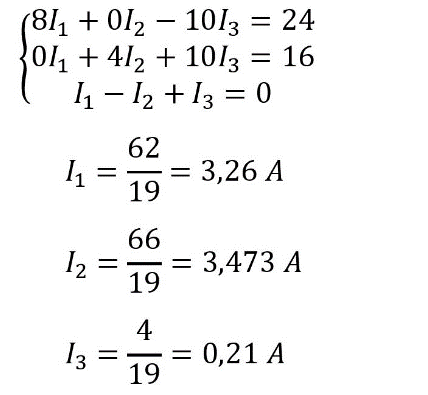 8I₁ + 0I₂ − 10I₃ = 24
0I₁ + 4I₂ + 10I₃ = 16
I₁ − I₂ + I₃ = 0
I₁ = 62/19 = 3,26 A
I₂ = 66/19 = 3,473 A
I₃ = 4/19 = 0,21 A